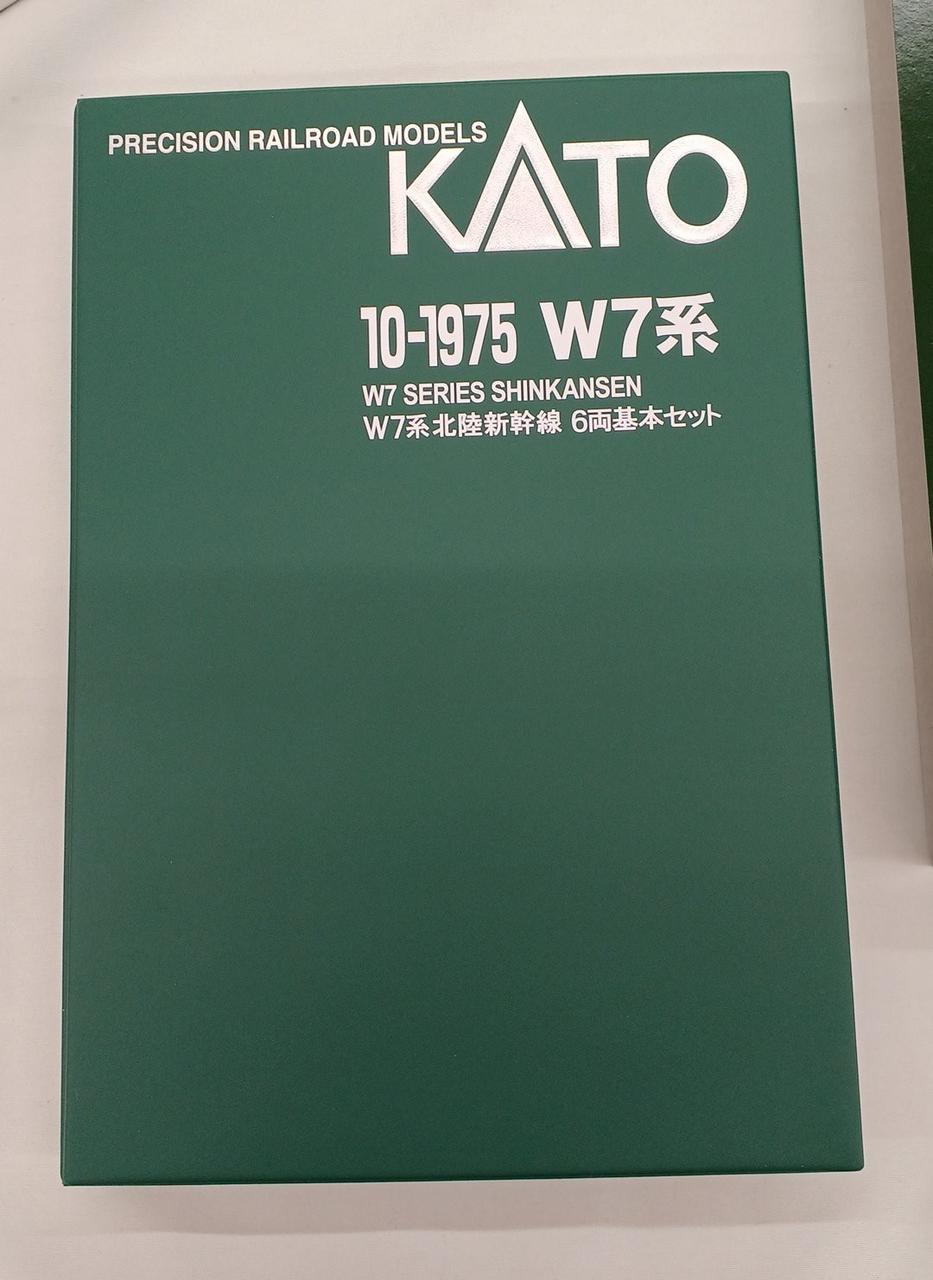 PRECISION RAILROAD MODELS
KATO
10-1975 W7系
W7 SERIES SHINKANSEN
W7系北陸新幹線 6両基本セット